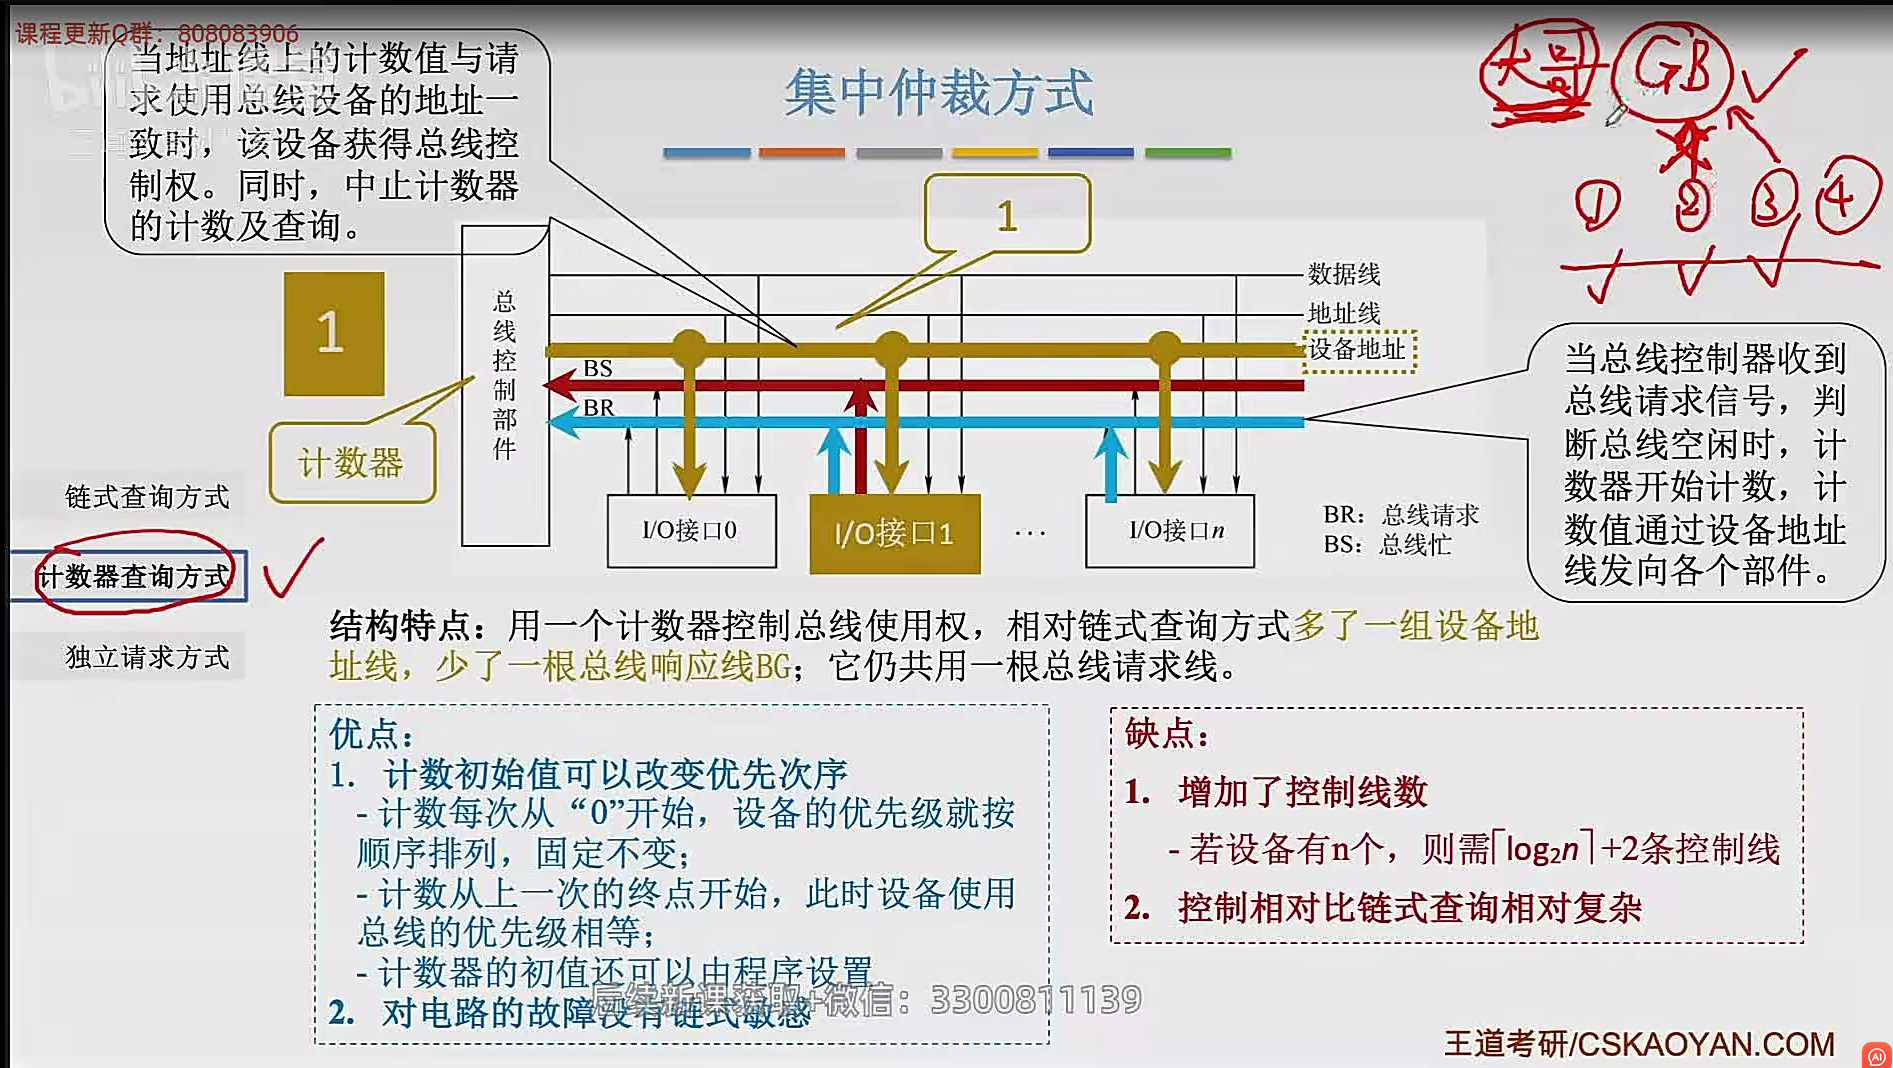 课程更新Q群：808083906
当地址线上的计数值与请
求使用总线设备的地址一
致时，该设备获得总线控
制权。同时，中止计数器
的计数及查询。
集中仲裁方式
大哥
GB
① ② ③ ④
1
1
计数器
总线控制部件
数据线
地址线
设备地址
BS
BR
I/O接口0
I/O接口1
···
I/O接口n
BR：总线请求
BS：总线忙
当总线控制器收到
总线请求信号，判
断总线空闲时，计
数器开始计数，计
数值通过设备地址
线发向各个部件。
链式查询方式
计数器查询方式
独立请求方式
结构特点：用一个计数器控制总线使用权，相对链式查询方式多了一组设备地
址线，少了一根总线响应线BG；它仍共用一根总线请求线。
优点：
1. 计数初始值可以改变优先次序
- 计数每次从“0”开始，设备的优先级就按
顺序排列，固定不变；
- 计数从上一次的终点开始，此时设备使用
总线的优先级相等；
- 计数器的初值还可以由程序设置
2. 对电路的故障没有链式敏感
缺点：
1. 增加了控制线数
- 若设备有n个，则需⌈log₂n⌉+2条控制线
2. 控制相对比链式查询相对复杂
后续新课获取+微信：3300811139
王道考研/CSKAOYAN.COM